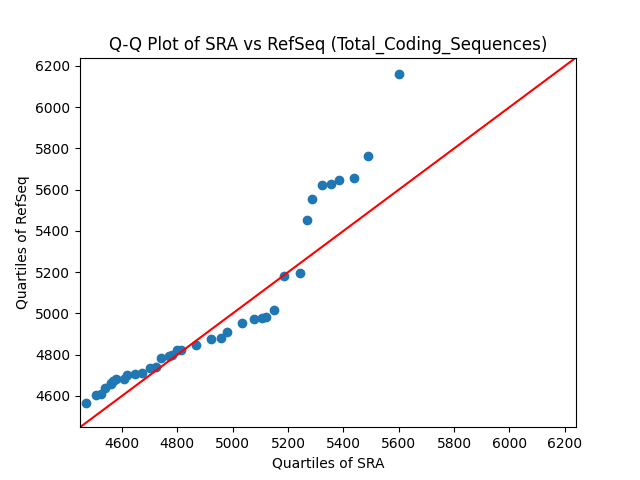 Q-Q Plot of SRA vs RefSeq (Total_Coding_Sequences)
Quartiles of RefSeq
6200
6000
5800
5600
5400
5200
5000
4800
4600
4600 4800 5000 5200 5400 5600 5800 6000 6200
Quartiles of SRA